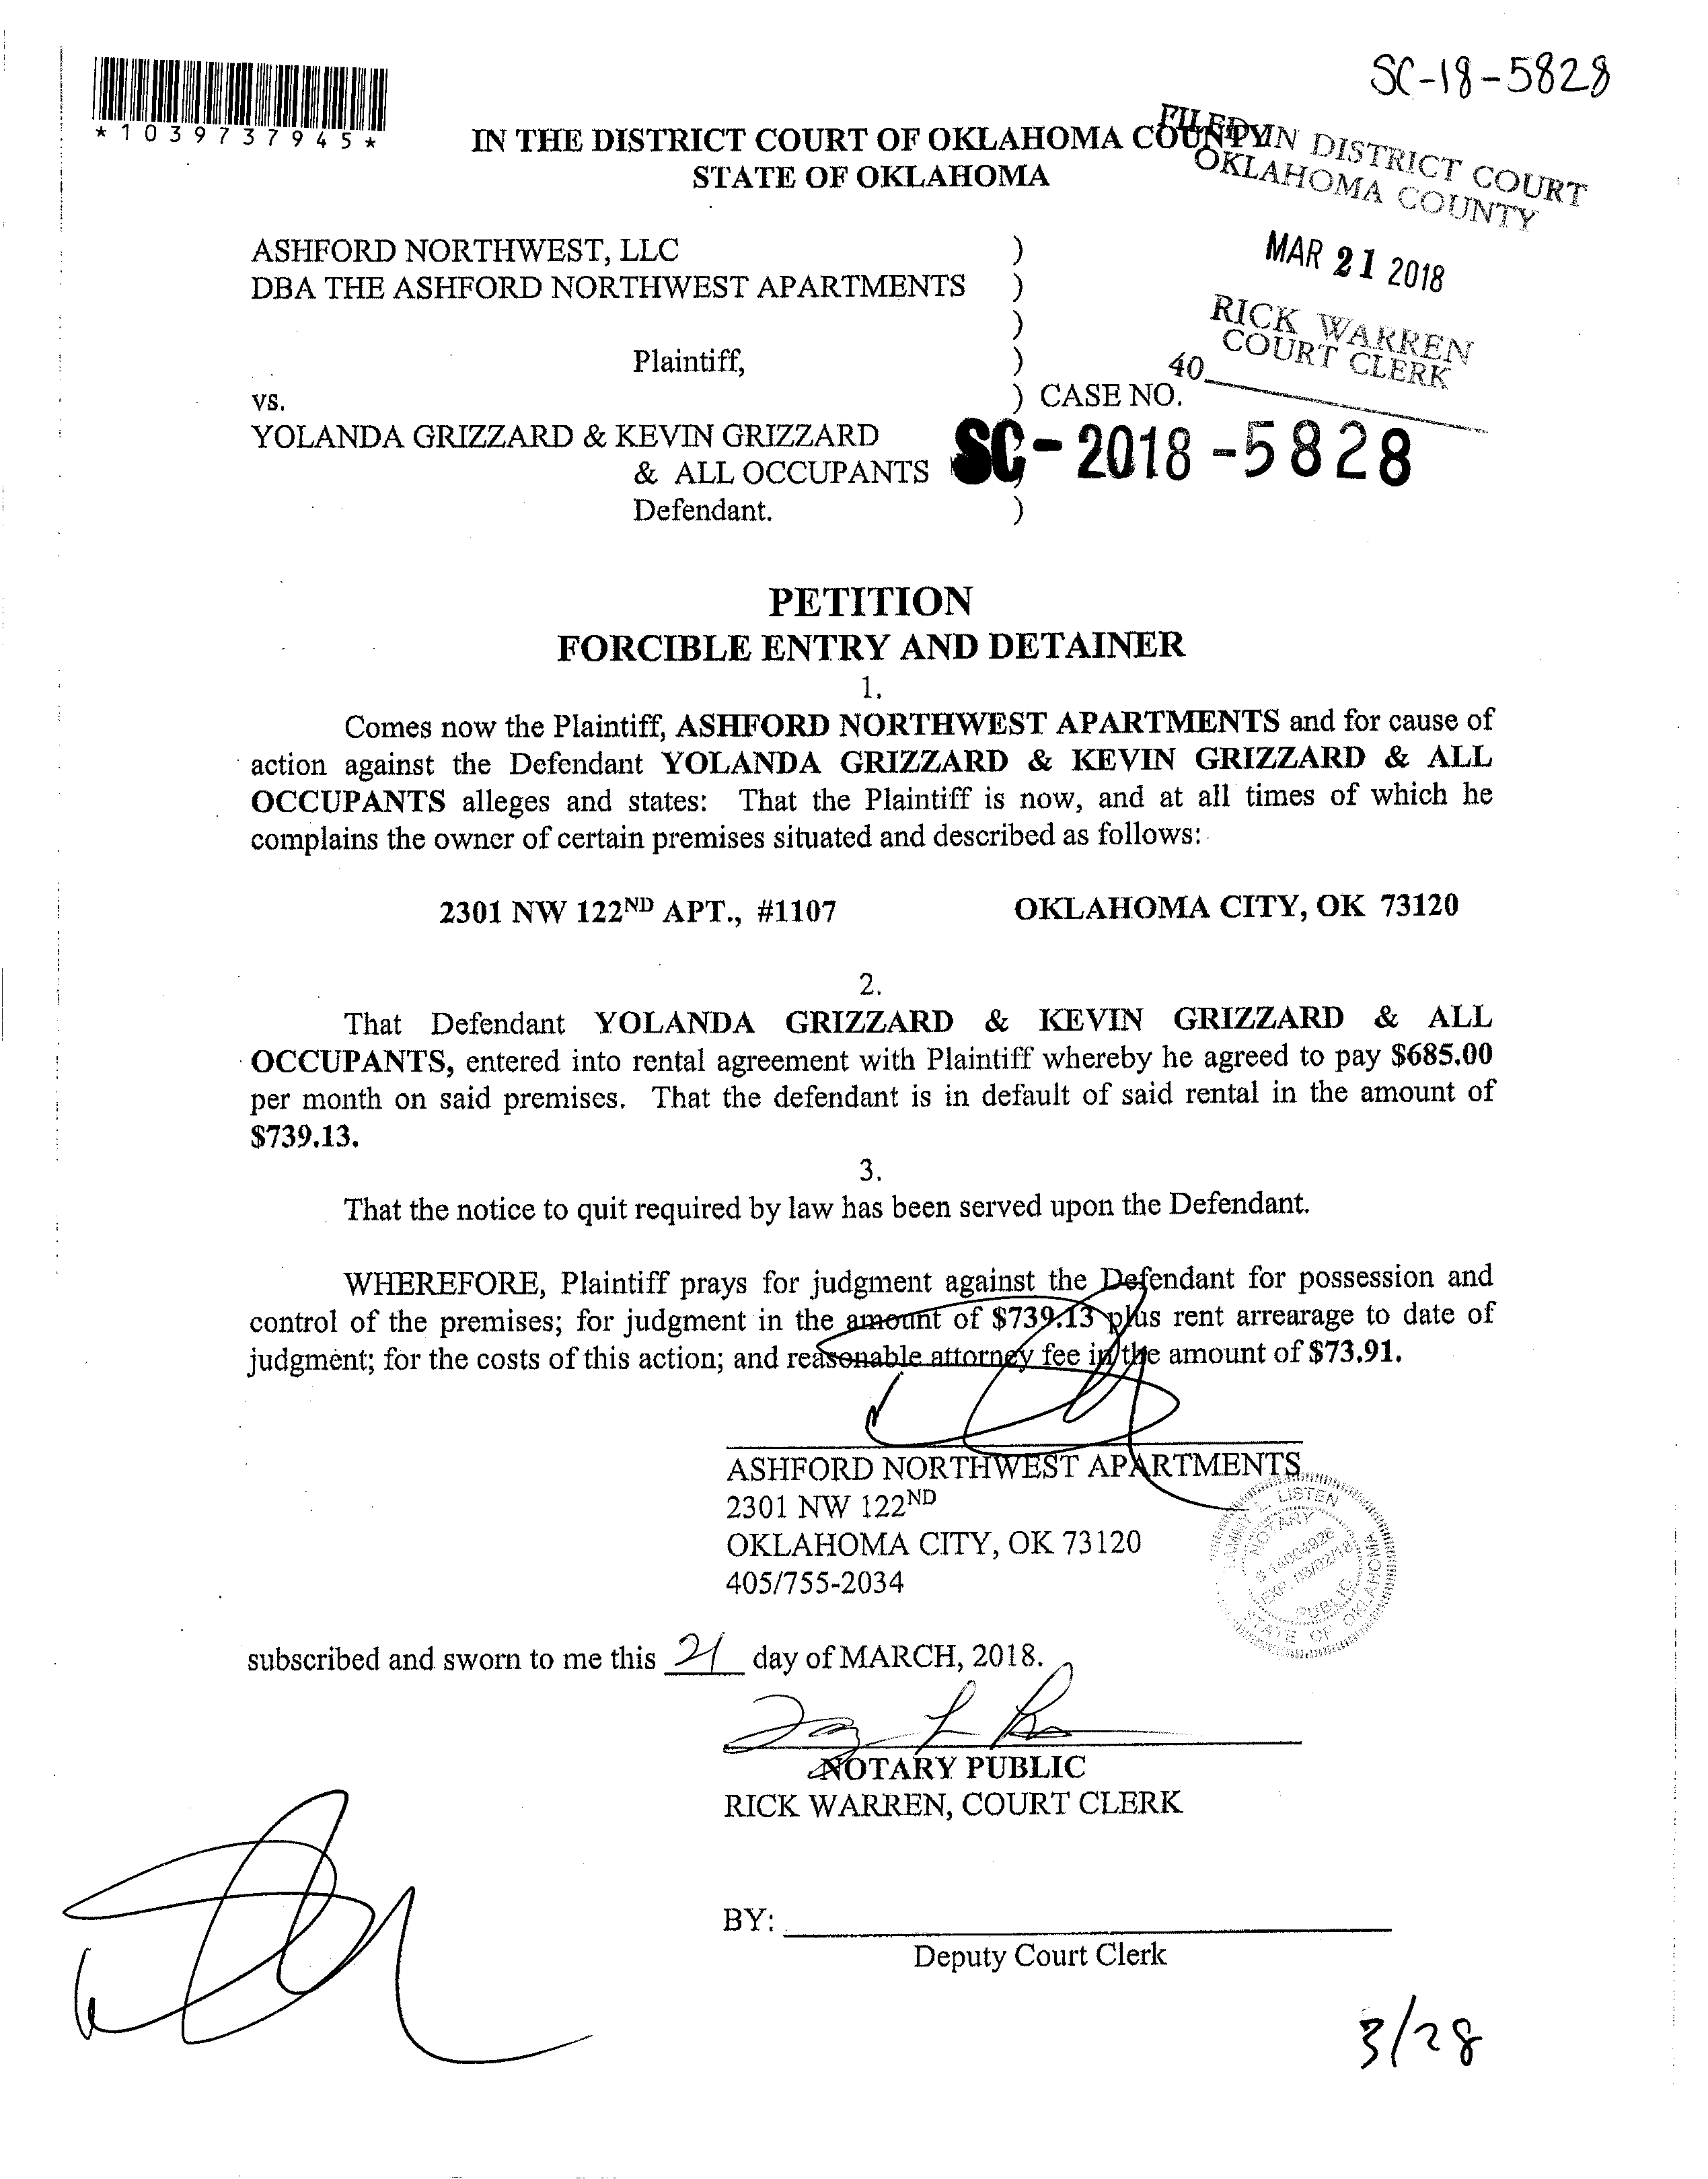 SC-18-5828
*1039737945*
IN THE DISTRICT COURT OF OKLAHOMA COUNTY
STATE OF OKLAHOMA
FILED IN DISTRICT COURT
OKLAHOMA COUNTY
MAR 21 2018
RICK WARREN
COURT CLERK
40
ASHFORD NORTHWEST, LLC )
DBA THE ASHFORD NORTHWEST APARTMENTS )
)
Plaintiff, )
vs. ) CASE NO.
YOLANDA GRIZZARD & KEVIN GRIZZARD
SC-2018-5828
& ALL OCCUPANTS )
Defendant. )
PETITION
FORCIBLE ENTRY AND DETAINER
1.
Comes now the Plaintiff, ASHFORD NORTHWEST APARTMENTS and for cause of
action against the Defendant YOLANDA GRIZZARD & KEVIN GRIZZARD & ALL
OCCUPANTS alleges and states: That the Plaintiff is now, and at all times of which he
complains the owner of certain premises situated and described as follows:
2301 NW 122ND APT., #1107 OKLAHOMA CITY, OK 73120
2.
That Defendant YOLANDA GRIZZARD & KEVIN GRIZZARD & ALL
OCCUPANTS, entered into rental agreement with Plaintiff whereby he agreed to pay $685.00
per month on said premises. That the defendant is in default of said rental in the amount of
$739.13.
3.
That the notice to quit required by law has been served upon the Defendant.
WHEREFORE, Plaintiff prays for judgment against the Defendant for possession and
control of the premises; for judgment in the amount of $739.13 plus rent arrearage to date of
judgment; for the costs of this action; and reasonable attorney fee in the amount of $73.91.
ASHFORD NORTHWEST APARTMENTS
2301 NW 122ND
OKLAHOMA CITY, OK 73120
405/755-2034
L. LISTEN
NOTARY
# 14004926
EXP. 06/02/18
PUBLIC
STATE OF OKLAHOMA
subscribed and sworn to me this 21 day of MARCH, 2018.
NOTARY PUBLIC
RICK WARREN, COURT CLERK
BY:
Deputy Court Clerk
3/28